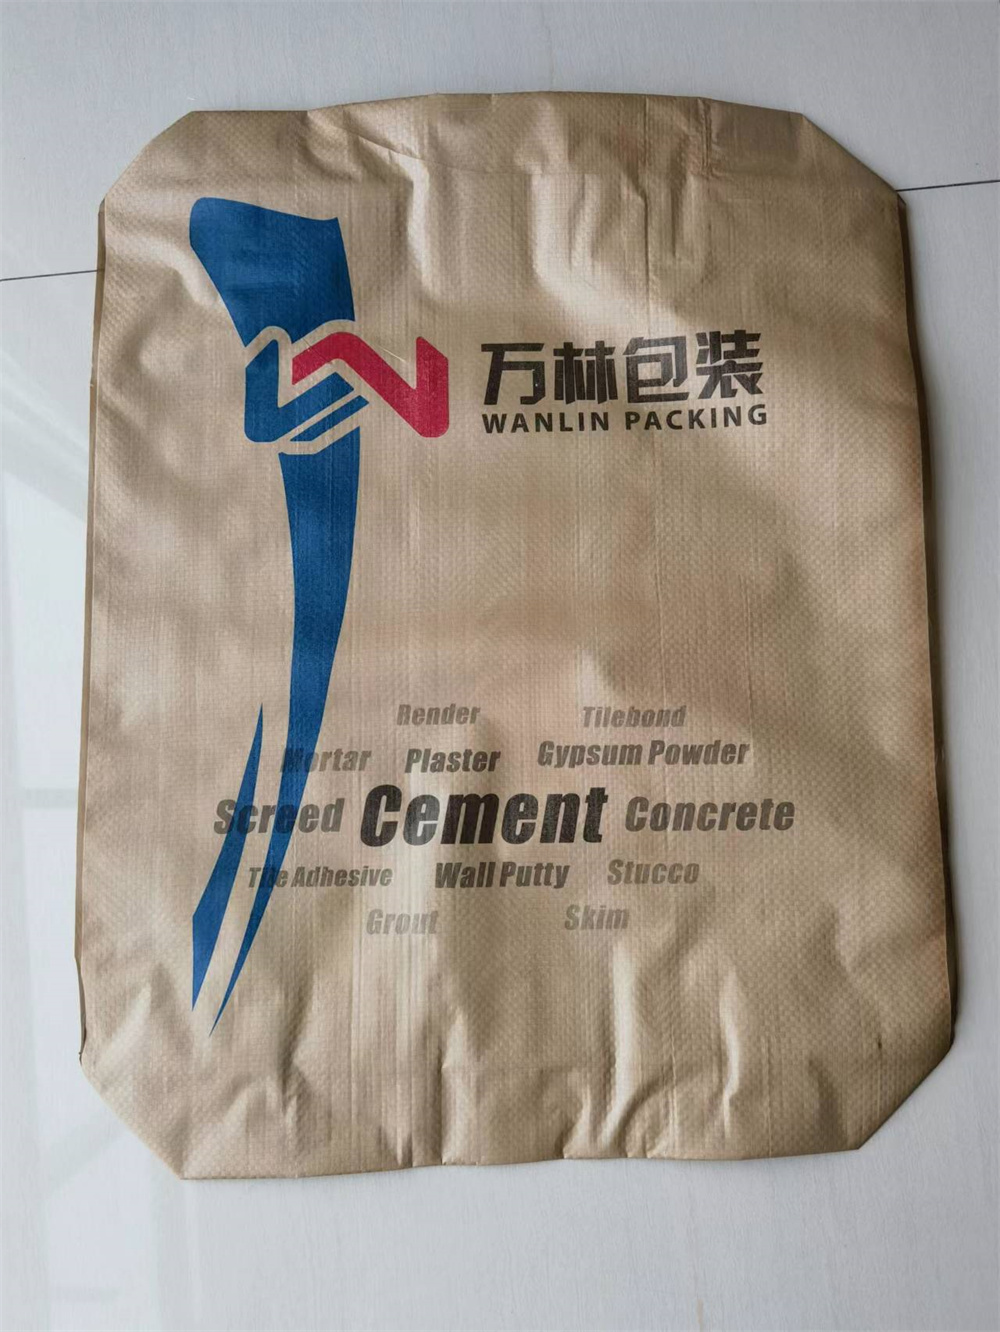 万林包装
WANLIN PACKING
Render Tilebond
Mortar Plaster Gypsum Powder
Screed Cement Concrete
Tile Adhesive Wall Putty Stucco
Grout Skim